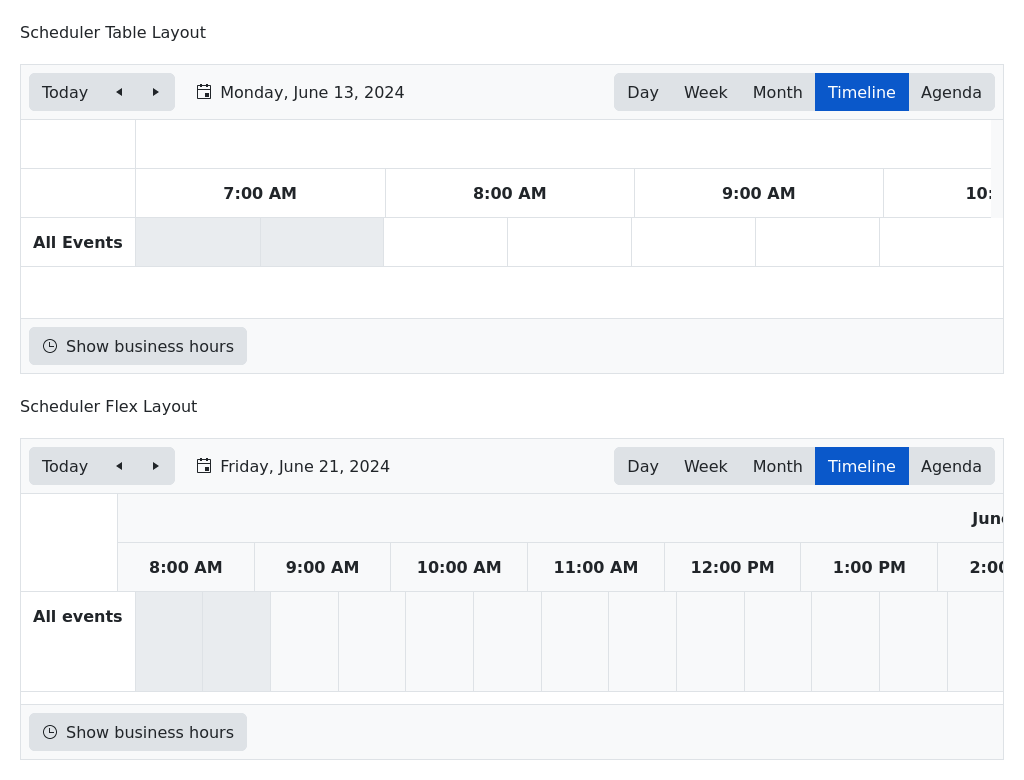 Scheduler Table Layout
Today Monday, June 13, 2024 Day Week Month Timeline Agenda
7:00 AM 8:00 AM 9:00 AM 10:
All Events
Show business hours
Scheduler Flex Layout
Today Friday, June 21, 2024 Day Week Month Timeline Agenda
June
8:00 AM 9:00 AM 10:00 AM 11:00 AM 12:00 PM 1:00 PM 2:00
All events
Show business hours